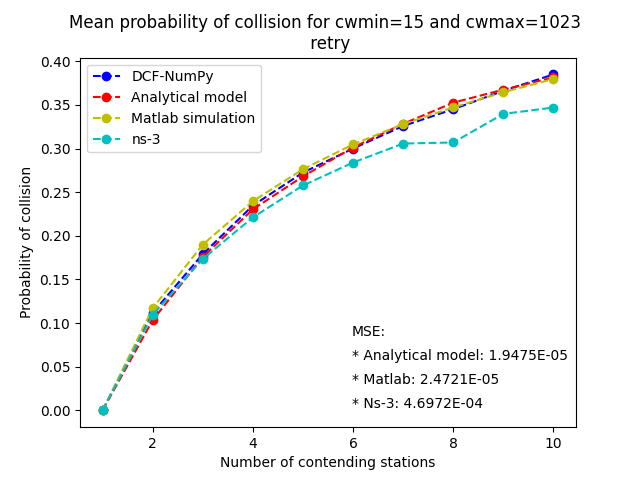 Mean probability of collision for cwmin=15 and cwmax=1023
retry
DCF-NumPy
Analytical model
Matlab simulation
ns-3
Probability of collision
0.40
0.35
0.30
0.25
0.20
0.15
0.10
0.05
0.00
MSE:
* Analytical model: 1.9475E-05
* Matlab: 2.4721E-05
* Ns-3: 4.6972E-04
2 4 6 8 10
Number of contending stations